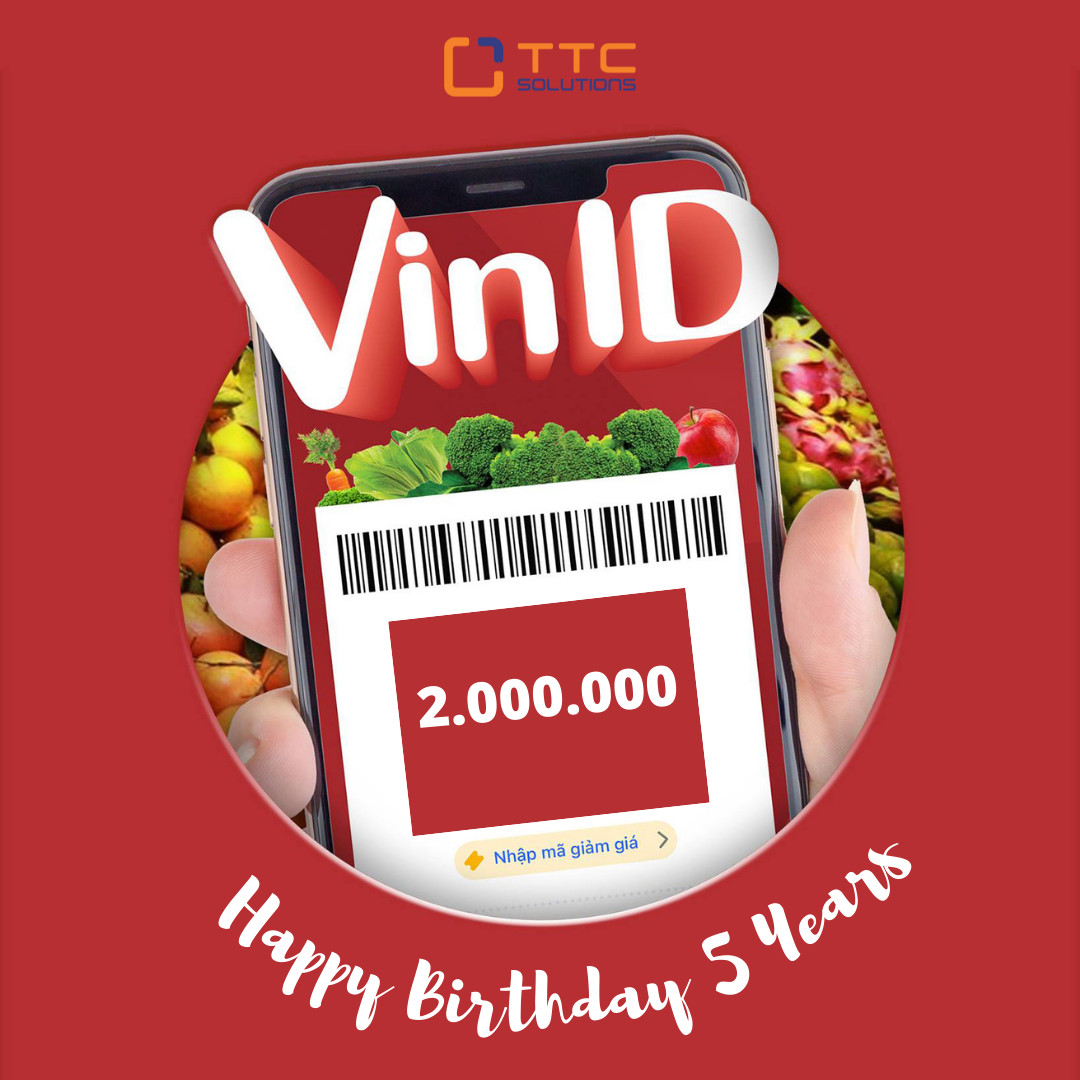 TTC
SOLUTIONS
VinID
2.000.000
Nhập mã giảm giá
Happy Birthday 5 Years